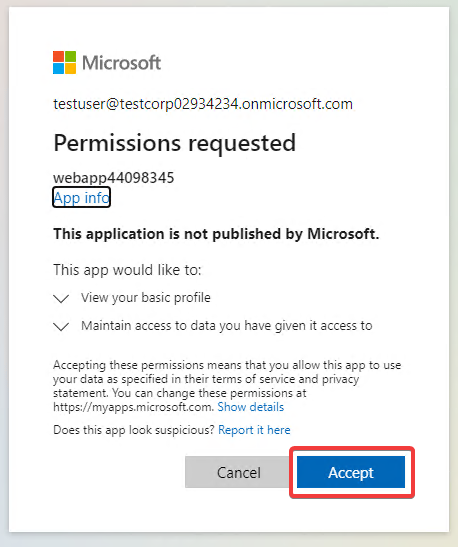 Microsoft
testuser@testcorp02934234.onmicrosoft.com
Permissions requested
webapp44098345
App info
This application is not published by Microsoft.
This app would like to:
View your basic profile
Maintain access to data you have given it access to
Accepting these permissions means that you allow this app to use
your data as specified in their terms of service and privacy
statement. You can change these permissions at
https://myapps.microsoft.com. Show details
Does this app look suspicious? Report it here
Cancel Accept